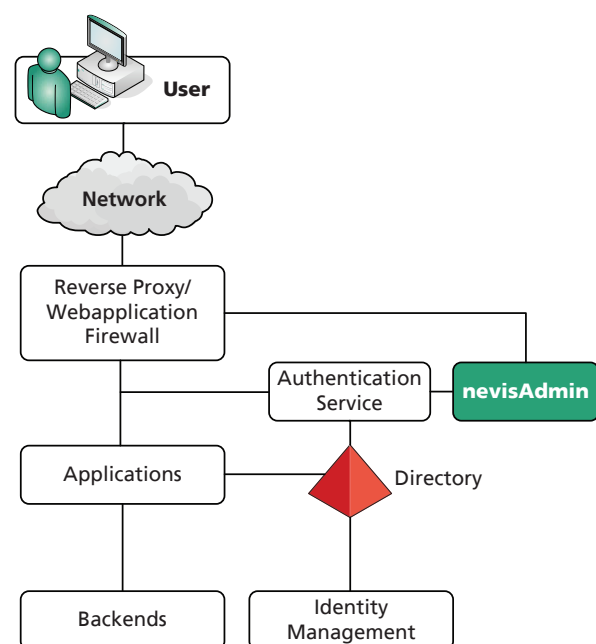 User
Network
Reverse Proxy/
Webapplication
Firewall
Authentication
Service
nevisAdmin
Applications
Directory
Backends
Identity
Management